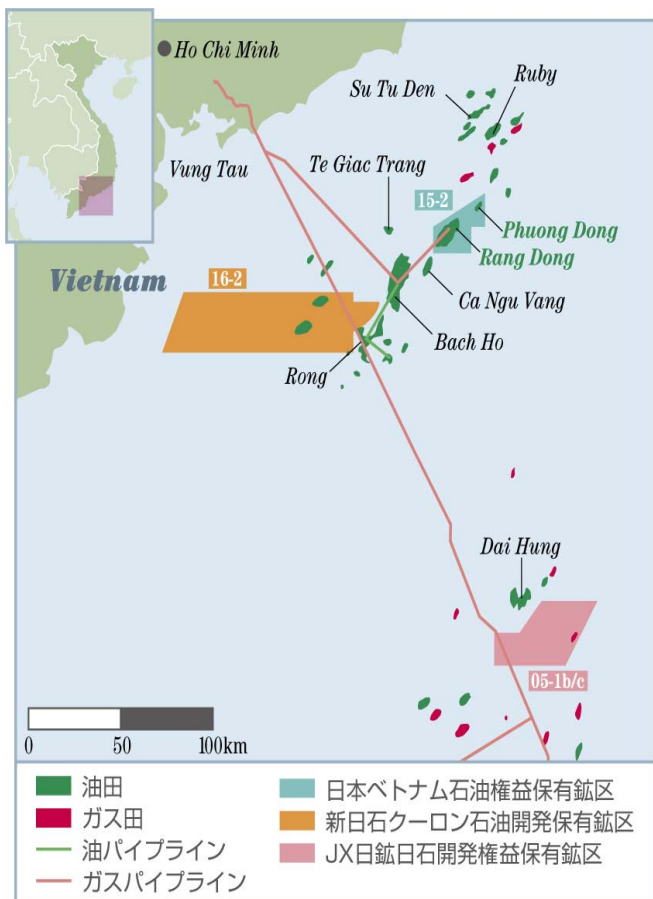 Ho Chi Minh
Su Tu Den
Ruby
Vung Tau
Te Giac Trang
15-2
Phuong Dong
Rang Dong
Vietnam
16-2
Ca Ngu Vang
Bach Ho
Rong
Dai Hung
05-1b/c
0 50 100km
油田
ガス田
油パイプライン
ガスパイプライン
日本ベトナム石油権益保有鉱区
新日石クーロン石油開発保有鉱区
JX日鉱日石開発権益保有鉱区